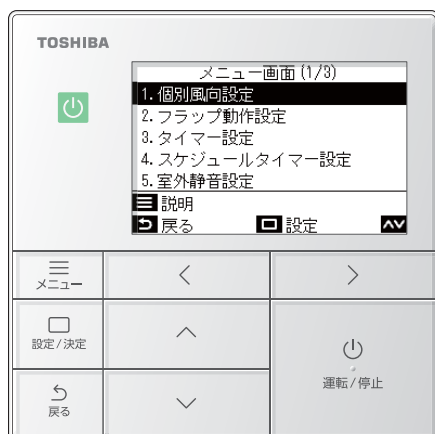 TOSHIBA
メニュー画面 (1/3)
1. 個別風向設定
2. フラップ動作設定
3. タイマー設定
4. スケジュールタイマー設定
5. 室外静音設定
説明
戻る 設定
メニュー
設定/決定
運転/停止
戻る